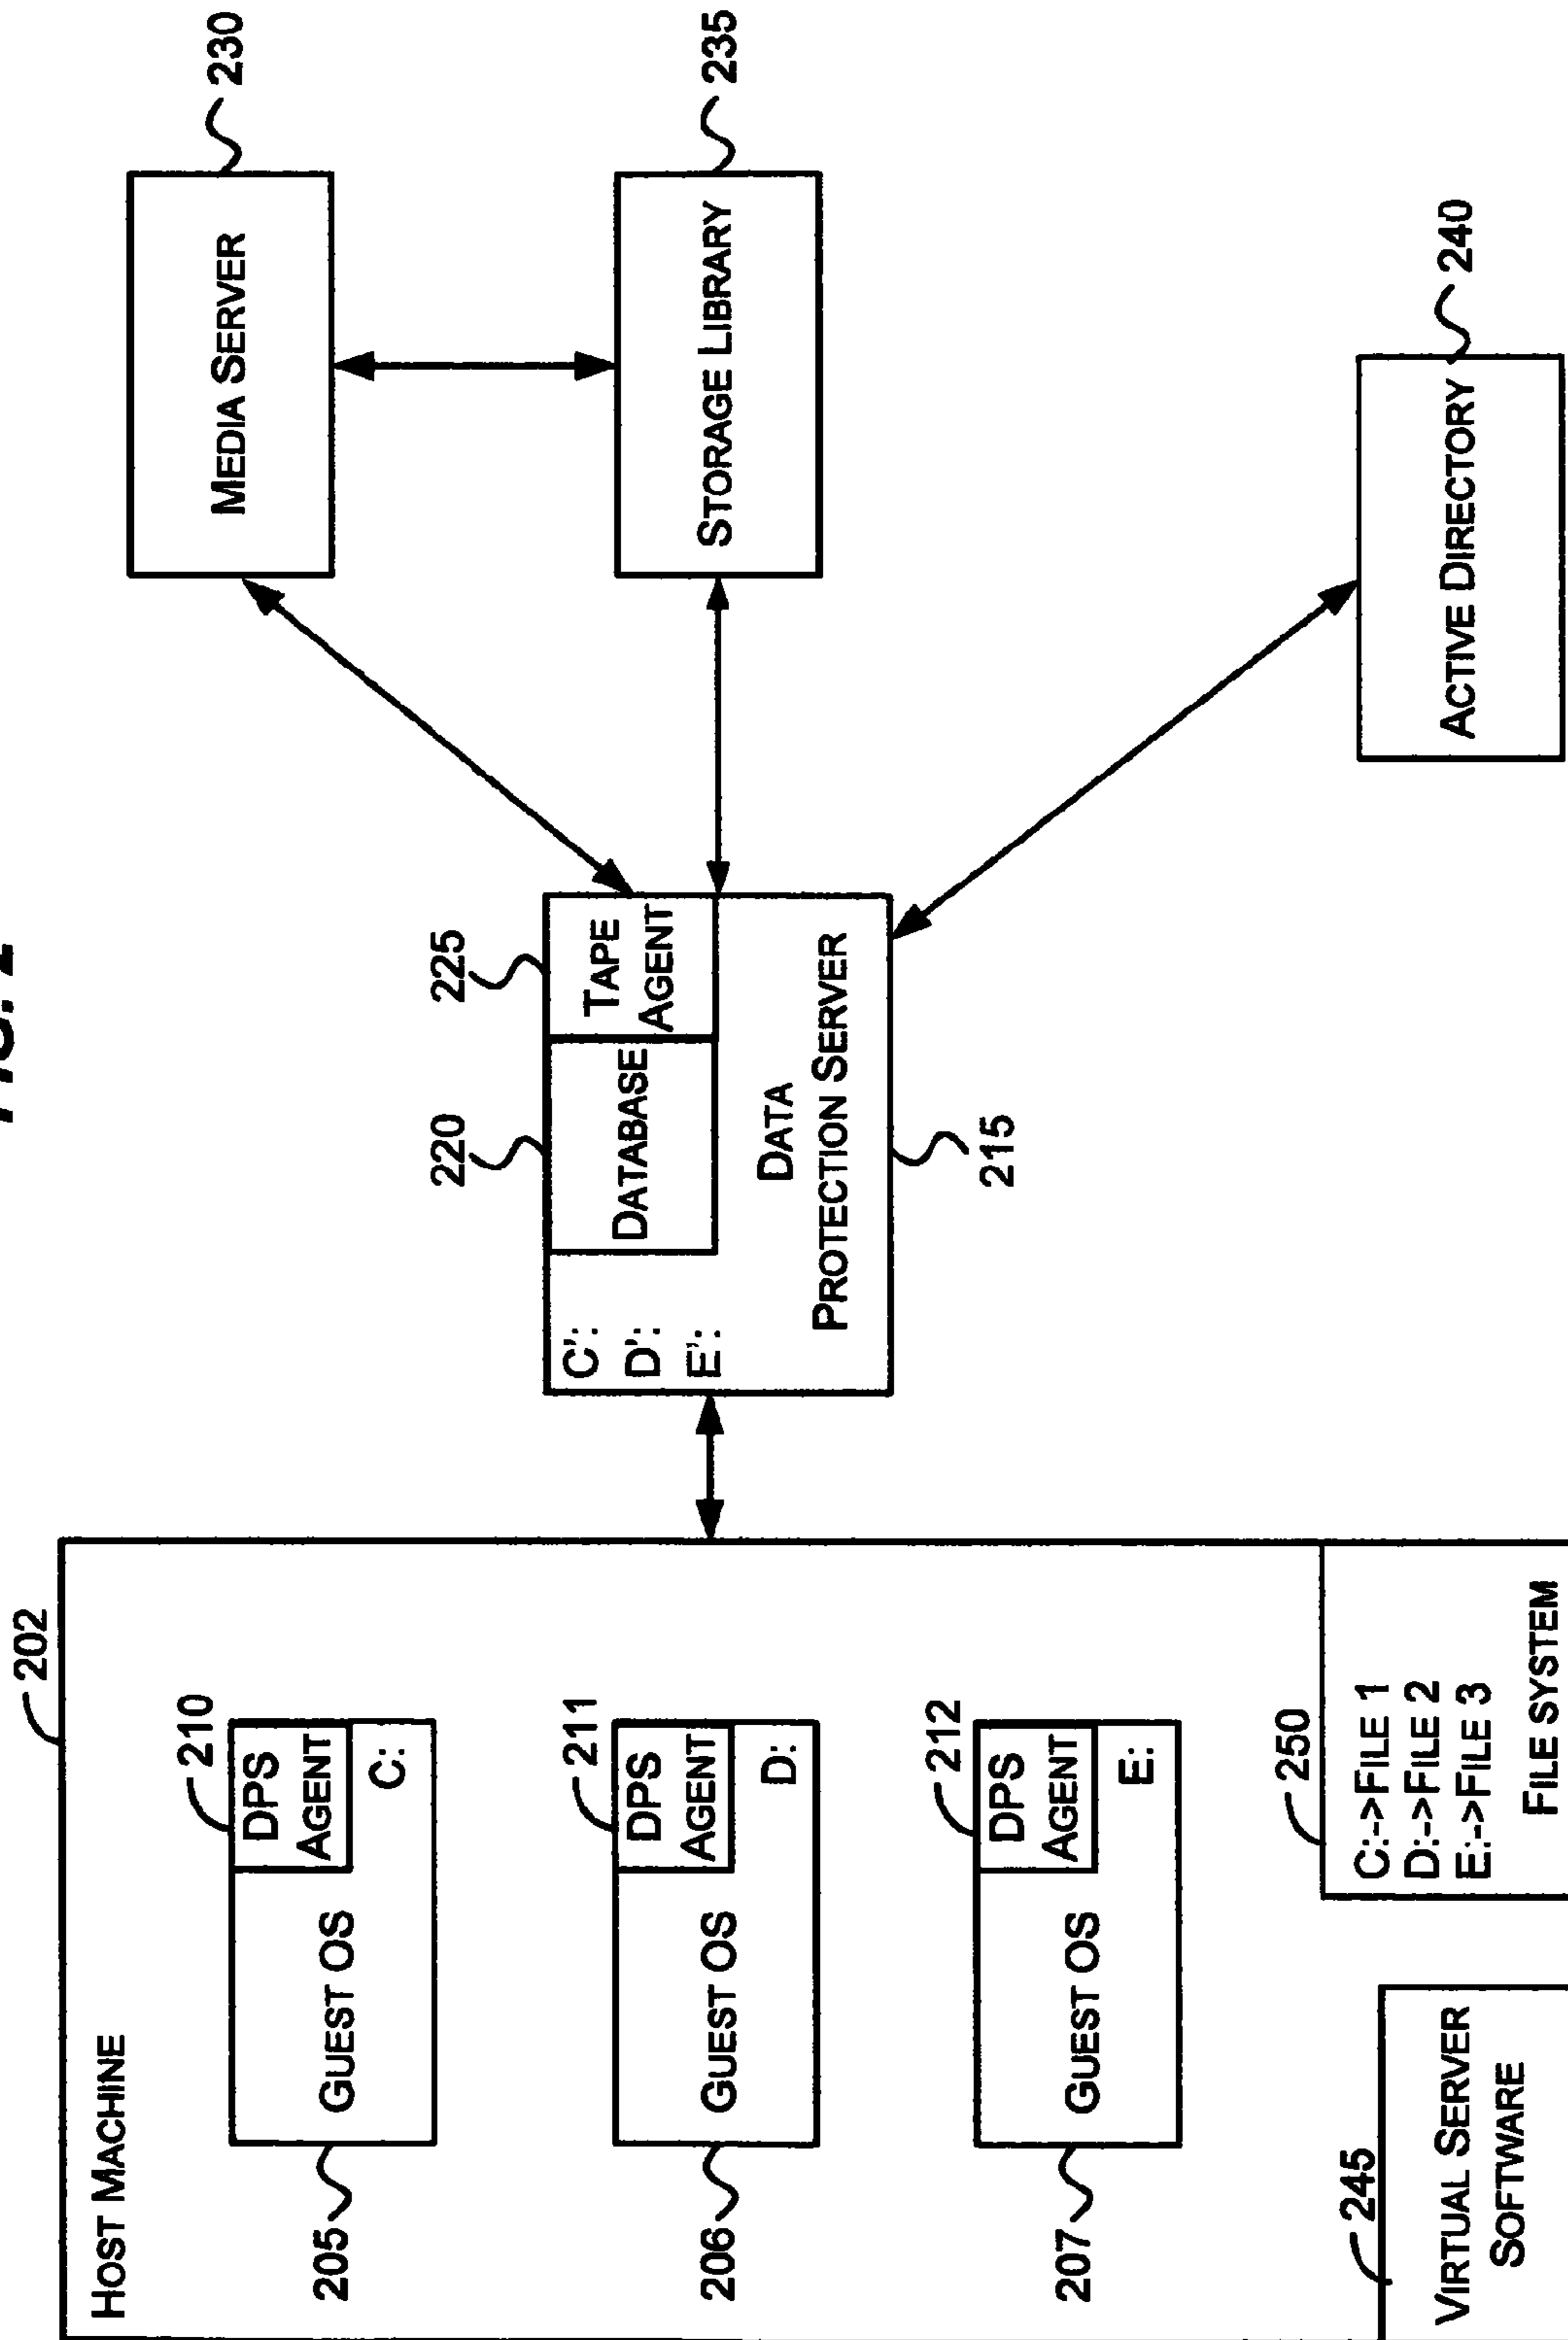 FIG. 2
202
HOST MACHINE
210
DPS
AGENT
GUEST OS
C:
205
211
DPS
AGENT
GUEST OS
D:
206
212
DPS
AGENT
GUEST OS
E:
207
245
VIRTUAL SERVER
SOFTWARE
250
C:->FILE 1
D:->FILE 2
E:->FILE 3
FILE SYSTEM
220
225
C':
D':
E':
DATABASE
TAPE
AGENT
DATA
PROTECTION SERVER
215
MEDIA SERVER
230
STORAGE LIBRARY
235
ACTIVE DIRECTORY
240